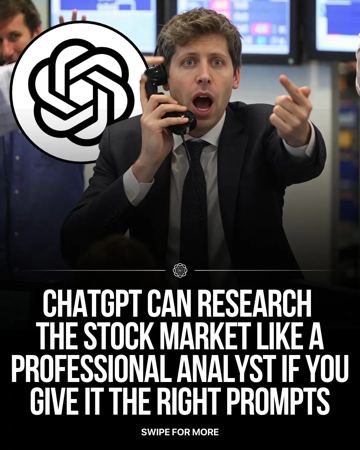 CHATGPT CAN RESEARCH
THE STOCK MARKET LIKE A
PROFESSIONAL ANALYST IF YOU
GIVE IT THE RIGHT PROMPTS
SWIPE FOR MORE